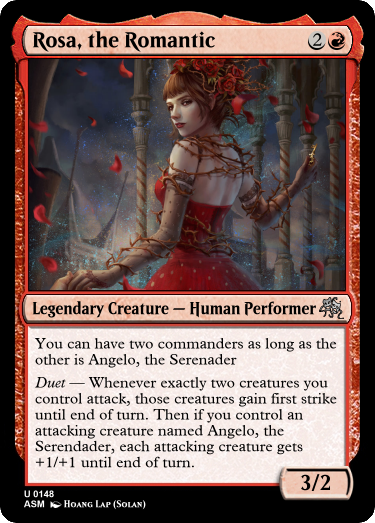 Rosa, the Romantic 2
Legendary Creature — Human Performer
You can have two commanders as long as the
other is Angelo, the Serenader
Duet — Whenever exactly two creatures you
control attack, those creatures gain first strike
until end of turn. Then if you control an
attacking creature named Angelo, the
Serendader, each attacking creature gets
+1/+1 until end of turn.
3/2
U 0148
ASM Hoang Lap (Solan)